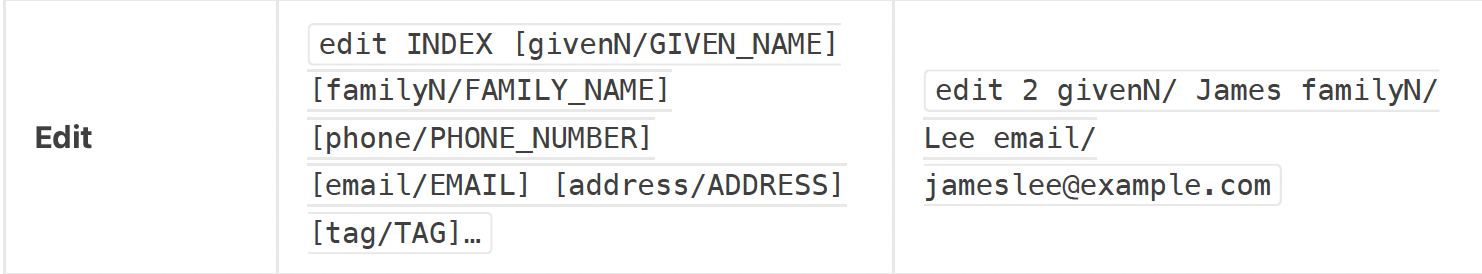 Edit
edit INDEX [givenN/GIVEN_NAME]
[familyN/FAMILY_NAME]
[phone/PHONE_NUMBER]
[email/EMAIL] [address/ADDRESS]
[tag/TAG]…
edit 2 givenN/ James familyN/
Lee email/
jameslee@example.com